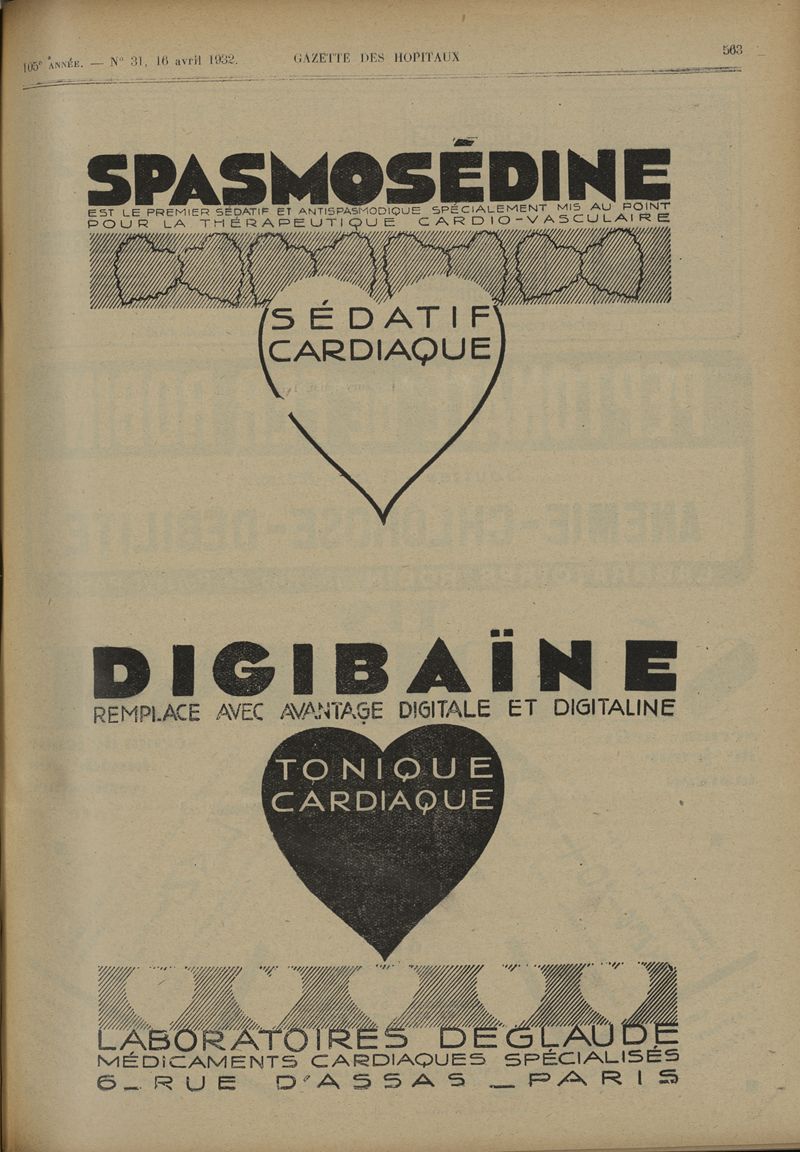 105e ANNÉE. — N° 31, 16 avril 1932.
GAZETTE DES HOPITAUX
563
SPASMOSÉDINE
EST LE PREMIER SÉDATIF ET ANTISPASMODIQUE SPÉCIALEMENT MIS AU POINT
POUR LA THÉRAPEUTIQUE CARDIO-VASCULAIRE
SÉDATIF
CARDIAQUE
DIGIBAÏNE
REMPLACE AVEC AVANTAGE DIGITALE ET DIGITALINE
TONIQUE
CARDIAQUE
LABORATOIRES DEGLAUDE
MÉDICAMENTS CARDIAQUES SPÉCIALISÉS
6_ RUE D'ASSAS _ PARIS